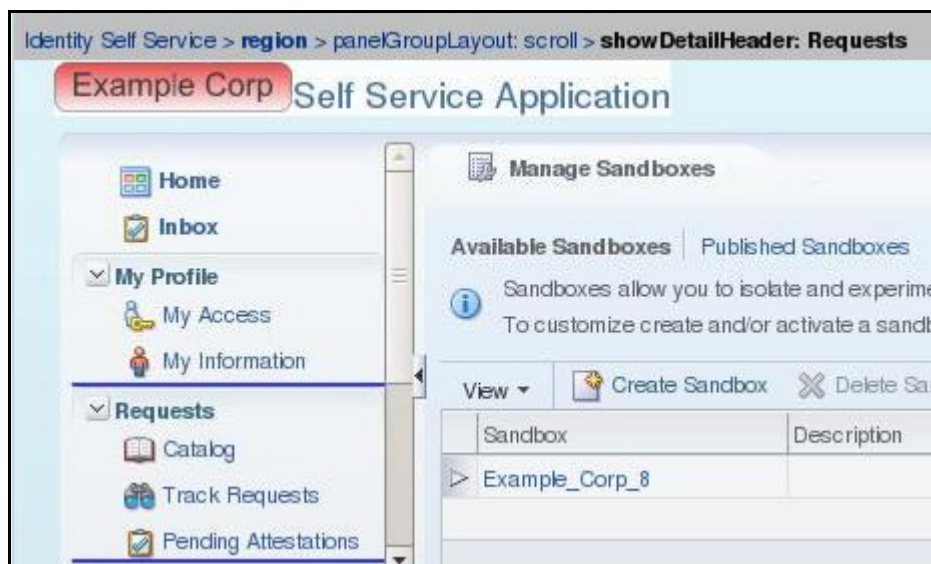 Identity Self Service > region > panelGroupLayout: scroll > showDetailHeader: Requests
Example Corp Self Service Application
Home
Inbox
My Profile
My Access
My Information
Requests
Catalog
Track Requests
Pending Attestations
Manage Sandboxes
Available Sandboxes Published Sandboxes
Sandboxes allow you to isolate and experime
To customize create and/or activate a sandb
View Create Sandbox Delete Sa
Sandbox Description
Example_Corp_8